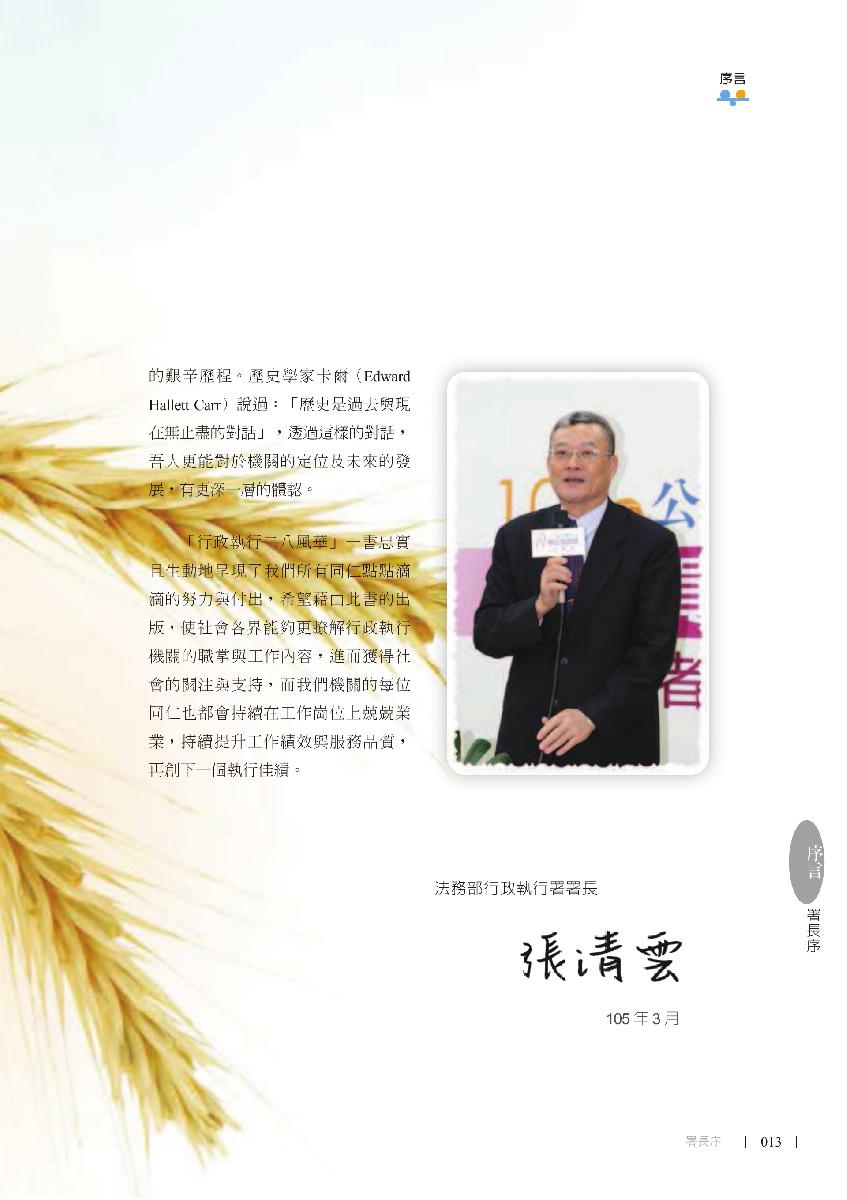 序言
的艱辛歷程。歷史學家卡爾（Edward
Hallett Carr）說過：「歷史是過去與現
在無止盡的對話」，透過這樣的對話，
吾人更能對於機關的定位及未來的發
展，有更深一層的體認。
「行政執行一八風華」一書忠實
且生動地呈現了我們所有同仁點點滴
滴的努力與付出，希望藉由此書的出
版，使社會各界能夠更瞭解行政執行
機關的職掌與工作內容，進而獲得社
會的關注與支持，而我們機關的每位
同仁也都會持續在工作崗位上兢兢業
業，持續提升工作績效與服務品質，
再創下一個執行佳績。
公
者
法務部行政執行署署長
張清雲
105 年 3 月
序言
署長序
署長序 | 013 |